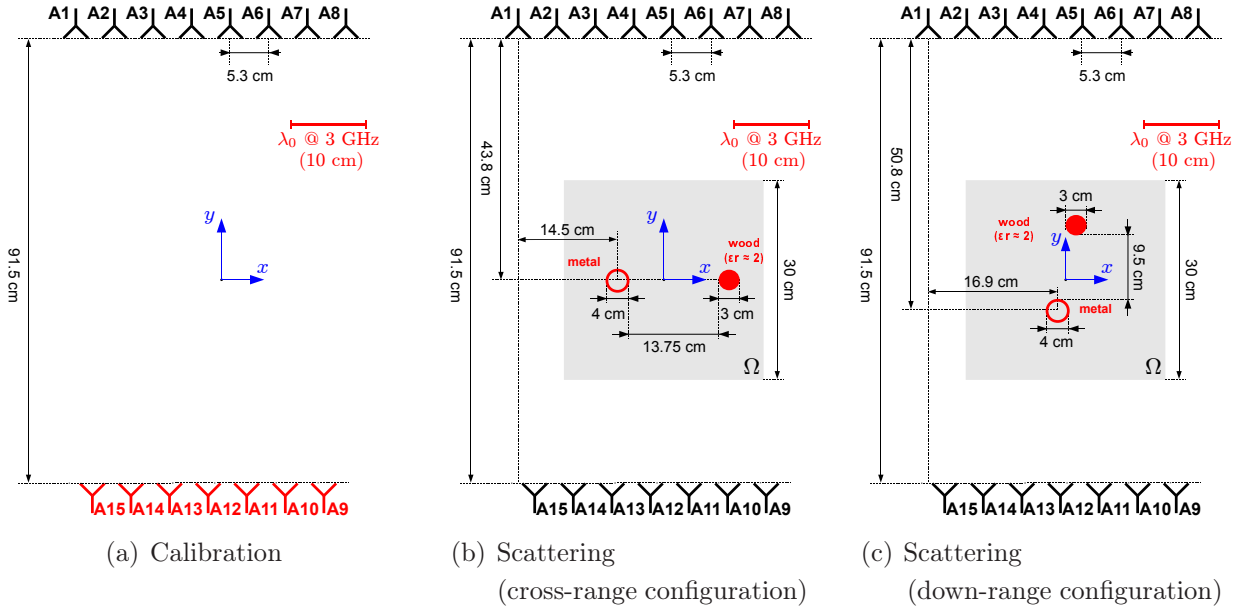 A1 A2 A3 A4 A5 A6 A7 A8
5.3 cm
λ₀ @ 3 GHz
(10 cm)
91.5 cm
y
x
A15 A14 A13 A12 A11 A10 A9
(a) Calibration
A1 A2 A3 A4 A5 A6 A7 A8
5.3 cm
λ₀ @ 3 GHz
(10 cm)
43.8 cm
91.5 cm
14.5 cm
y
x
wood
(εr ≈ 2)
metal
4 cm
3 cm
13.75 cm
30 cm
Ω
A15 A14 A13 A12 A11 A10 A9
(b) Scattering
(cross-range configuration)
A1 A2 A3 A4 A5 A6 A7 A8
5.3 cm
λ₀ @ 3 GHz
(10 cm)
50.8 cm
91.5 cm
3 cm
wood
(εr ≈ 2)
y
x
9.5 cm
16.9 cm
metal
4 cm
30 cm
Ω
A15 A14 A13 A12 A11 A10 A9
(c) Scattering
(down-range configuration)